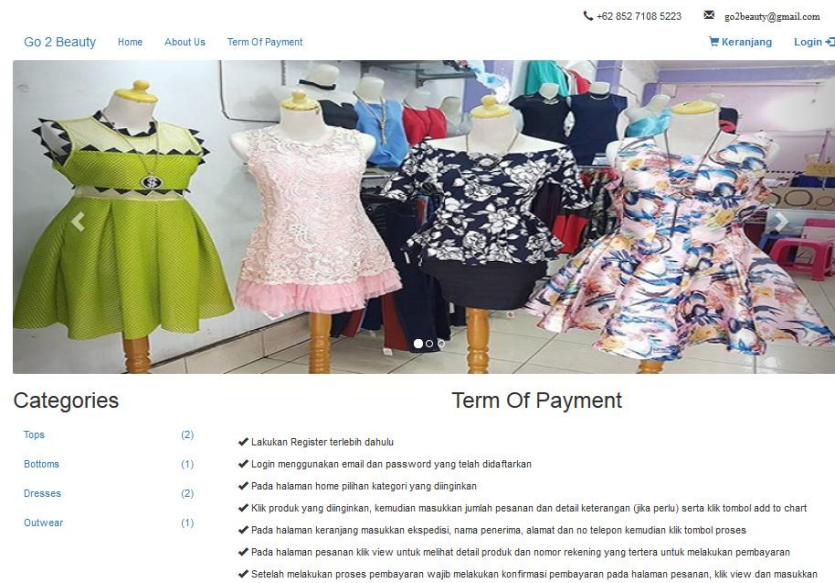 +62 852 7108 5223 go2beauty@gmail.com
Go 2 Beauty Home About Us Term Of Payment Keranjang Login
Categories
Tops (2)
Bottoms (1)
Dresses (2)
Outwear (1)
Term Of Payment
Lakukan Register terlebih dahulu
Login menggunakan email dan password yang telah didaftarkan
Pada halaman home pilihan kategori yang diinginkan
Klik produk yang diinginkan, kemudian masukkan jumlah pesanan dan detail keterangan (jika perlu) serta klik tombol add to chart
Pada halaman keranjang masukkan ekspedisi, nama penerima, alamat dan no telepon kemudian klik tombol proses
Pada halaman pesanan klik view untuk melihat detail produk dan nomor rekening yang tertera untuk melakukan pembayaran
Setelah melakukan proses pembayaran wajib melakukan konfirmasi pembayaran pada halaman pesanan, klik view dan masukkan